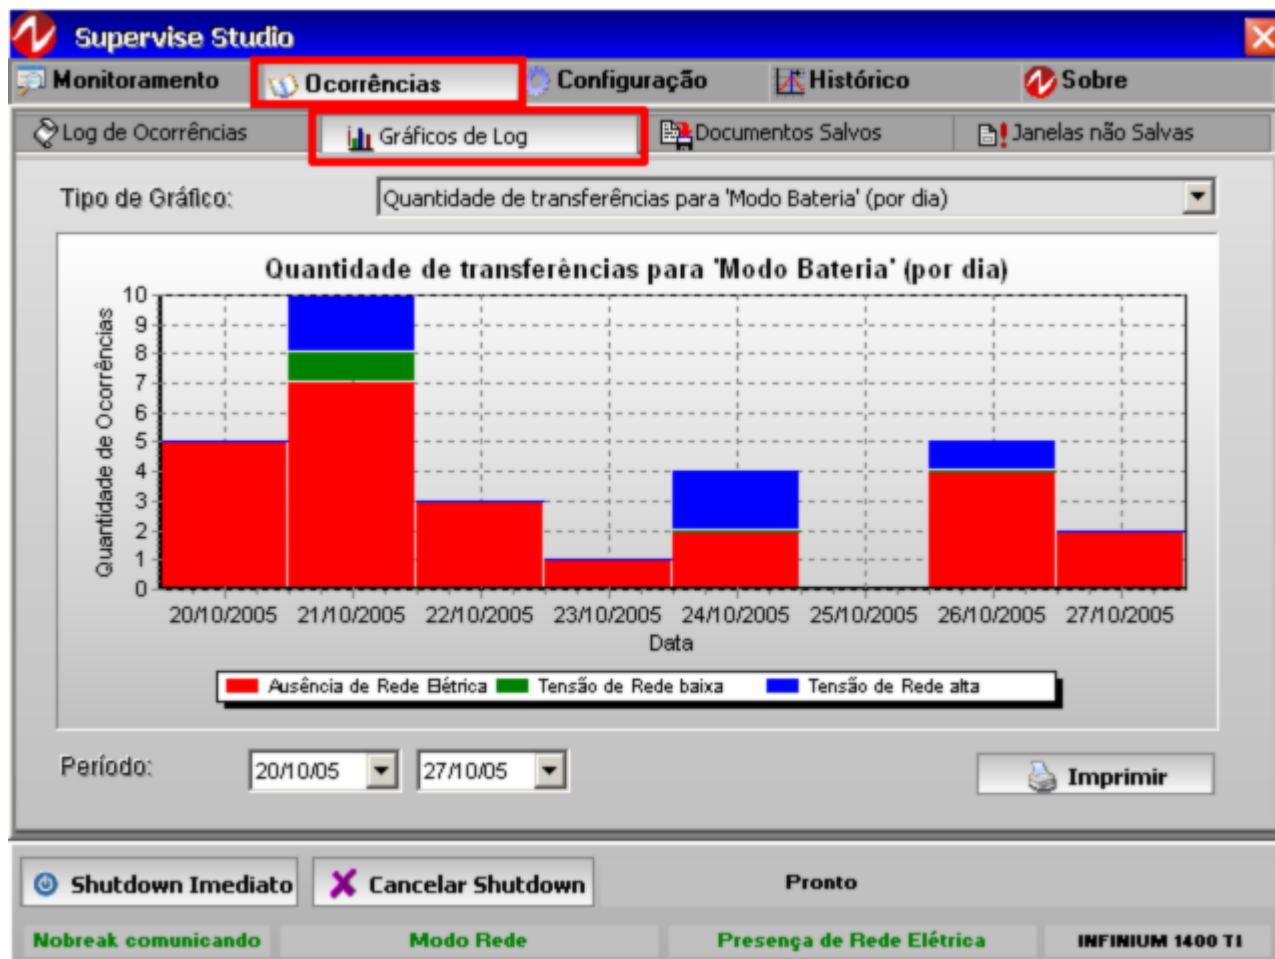 Supervise Studio
Monitoramento Ocorrências Configuração Histórico Sobre
Log de Ocorrências Gráficos de Log Documentos Salvos Janelas não Salvas
Tipo de Gráfico: Quantidade de transferências para 'Modo Bateria' (por dia)
Quantidade de transferências para 'Modo Bateria' (por dia)
Quantidade de Ocorrências
10
9
8
7
6
5
4
3
2
1
0
20/10/2005 21/10/2005 22/10/2005 23/10/2005 24/10/2005 25/10/2005 26/10/2005 27/10/2005
Data
Ausência de Rede Elétrica Tensão de Rede baixa Tensão de Rede alta
Período: 20/10/05 27/10/05 Imprimir
Shutdown Imediato Cancelar Shutdown Pronto
Nobreak comunicando Modo Rede Presença de Rede Elétrica INFINIUM 1400 TI